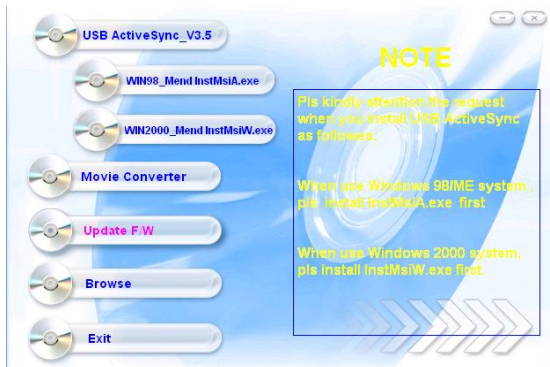 USB ActiveSync_V3.5
WIN98_Mend InstMsiA.exe
WIN2000_Mend InstMsiW.exe
Movie Converter
Update F/W
Browse
Exit
NOTE
Pls kindly attention the request
when you install USB ActiveSync
as followes:
When use Windows 98/ME system ,
pls install InstMsiA.exe first
When use Windows 2000 system,
pls install InstMsiW.exe first.